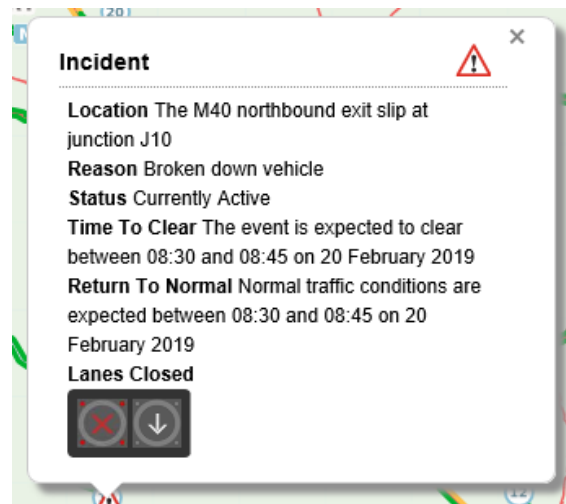 (20)
Incident
Location The M40 northbound exit slip at
junction J10
Reason Broken down vehicle
Status Currently Active
Time To Clear The event is expected to clear
between 08:30 and 08:45 on 20 February 2019
Return To Normal Normal traffic conditions are
expected between 08:30 and 08:45 on 20
February 2019
Lanes Closed
(12)